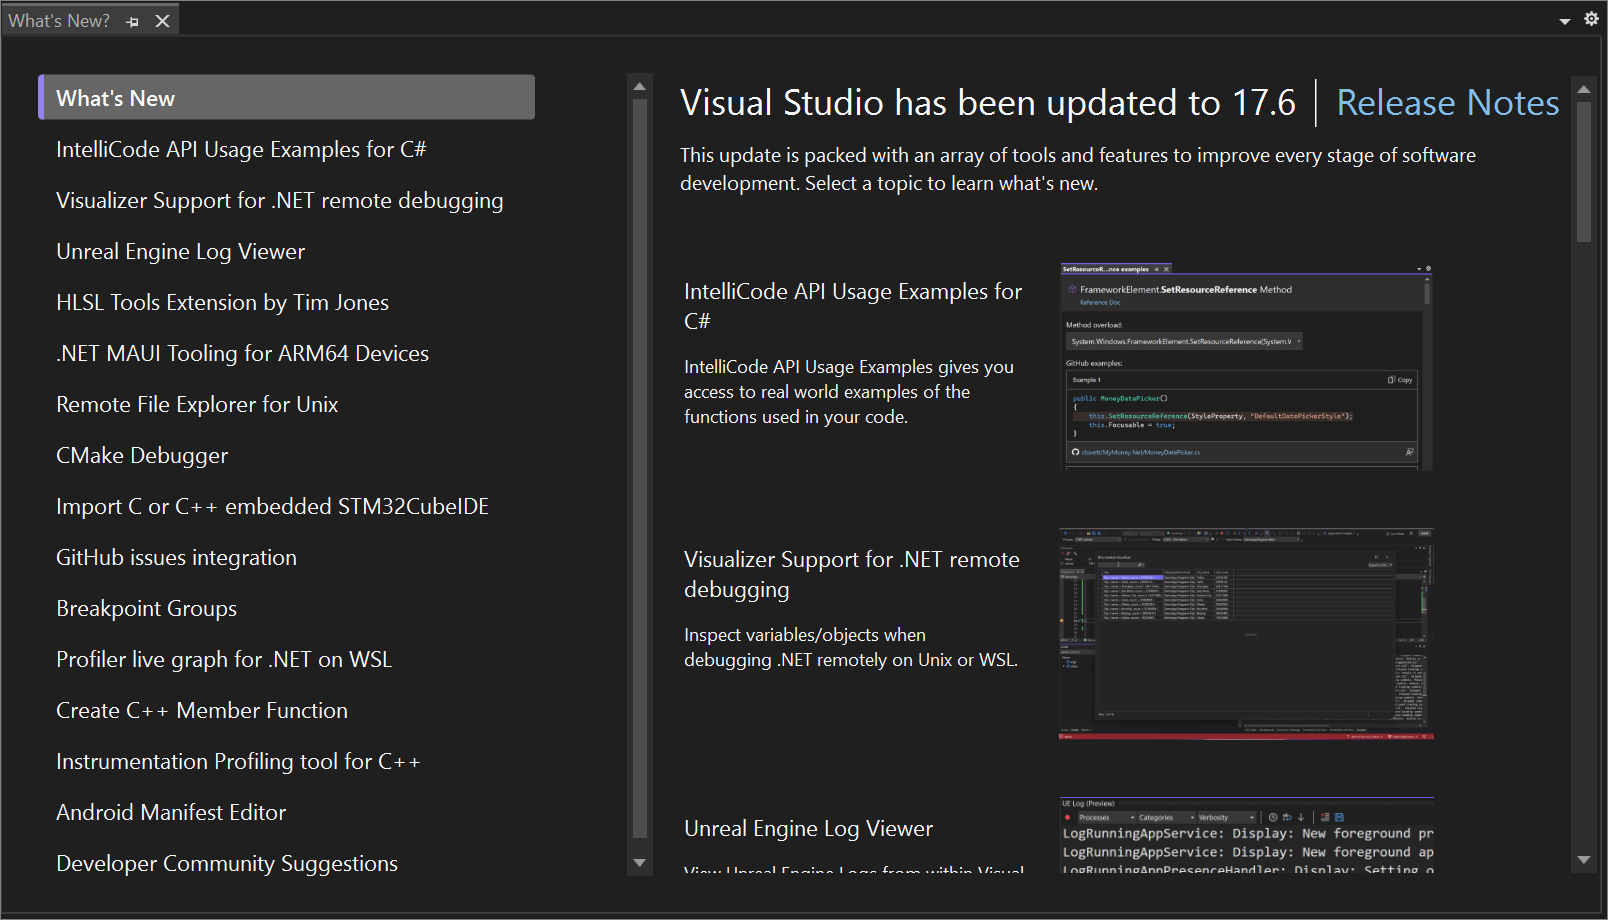 What's New?
What's New
IntelliCode API Usage Examples for C#
Visualizer Support for .NET remote debugging
Unreal Engine Log Viewer
HLSL Tools Extension by Tim Jones
.NET MAUI Tooling for ARM64 Devices
Remote File Explorer for Unix
CMake Debugger
Import C or C++ embedded STM32CubeIDE
GitHub issues integration
Breakpoint Groups
Profiler live graph for .NET on WSL
Create C++ Member Function
Instrumentation Profiling tool for C++
Android Manifest Editor
Developer Community Suggestions
Visual Studio has been updated to 17.6 | Release Notes
This update is packed with an array of tools and features to improve every stage of software
development. Select a topic to learn what's new.
IntelliCode API Usage Examples for
C#
IntelliCode API Usage Examples gives you
access to real world examples of the
functions used in your code.
SetResourceR...nce examples
FrameworkElement.SetResourceReference Method
Reference Doc
Method overload:
System.Windows.FrameworkElement.SetResourceReference(System.V
GitHub examples:
Example 1
Copy
public MoneyDatePicker()
{
this.SetResourceReference(StyleProperty, "DefaultDatePickerStyle");
this.Focusable = true;
}
clovett/MyMoney.Net/MoneyDatePicker.cs
Visualizer Support for .NET remote
debugging
Inspect variables/objects when
debugging .NET remotely on Unix or WSL.
Unreal Engine Log Viewer
View Unreal Engine Logs from within Visual
UE Log (Preview)
Processes
Categories
Verbosity
LogRunningAppService: Display: New foreground pr
LogRunningAppService: Display: New foreground ap
LogRunningAppPresenceHandler: Display: Setting o